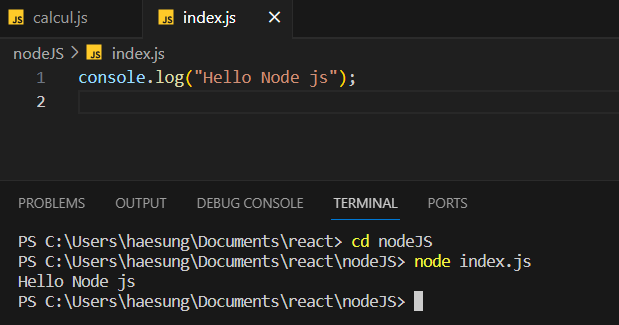 JS calcul.js JS index.js ×
nodeJS > JS index.js
1 console.log("Hello Node js");
2
PROBLEMS OUTPUT DEBUG CONSOLE TERMINAL PORTS
PS C:\Users\haesung\Documents\react> cd nodeJS
PS C:\Users\haesung\Documents\react\nodeJS> node index.js
Hello Node js
PS C:\Users\haesung\Documents\react\nodeJS>